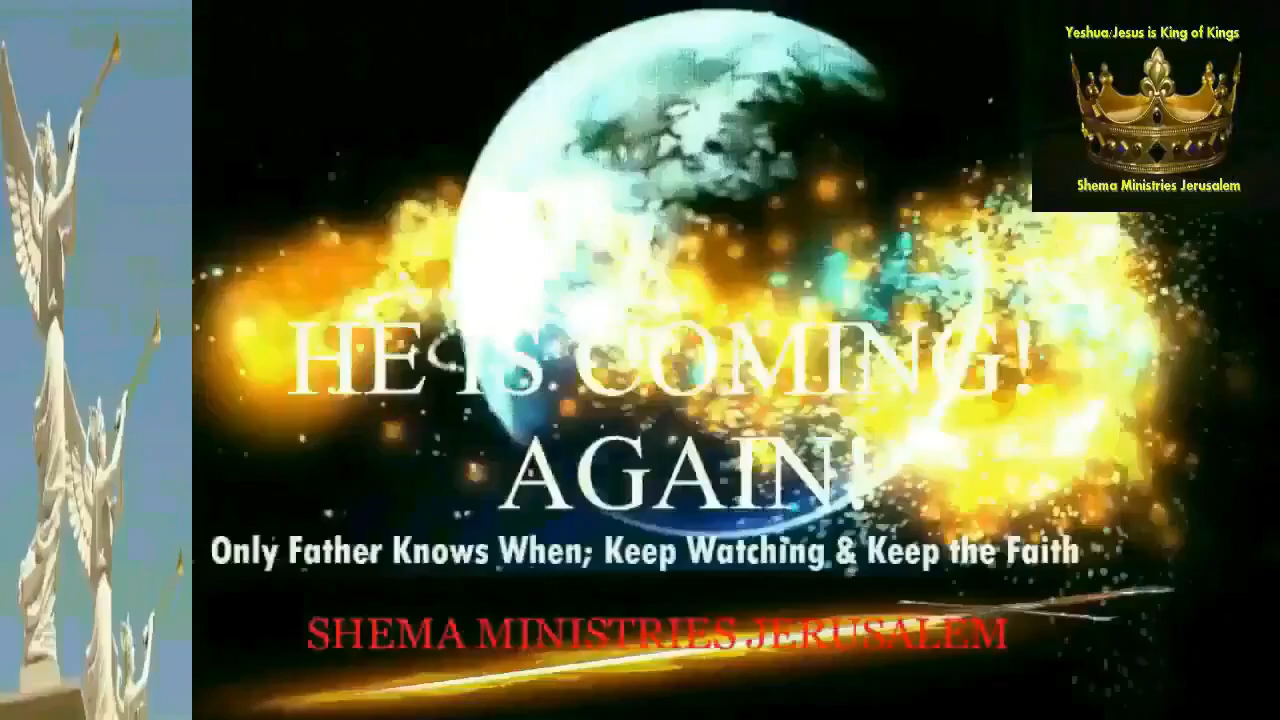 Yeshua/Jesus is King of Kings
Shema Ministries Jerusalem
HE IS COMING!
AGAIN!
Only Father Knows When; Keep Watching & Keep the Faith
SHEMA MINISTRIES JERUSALEM